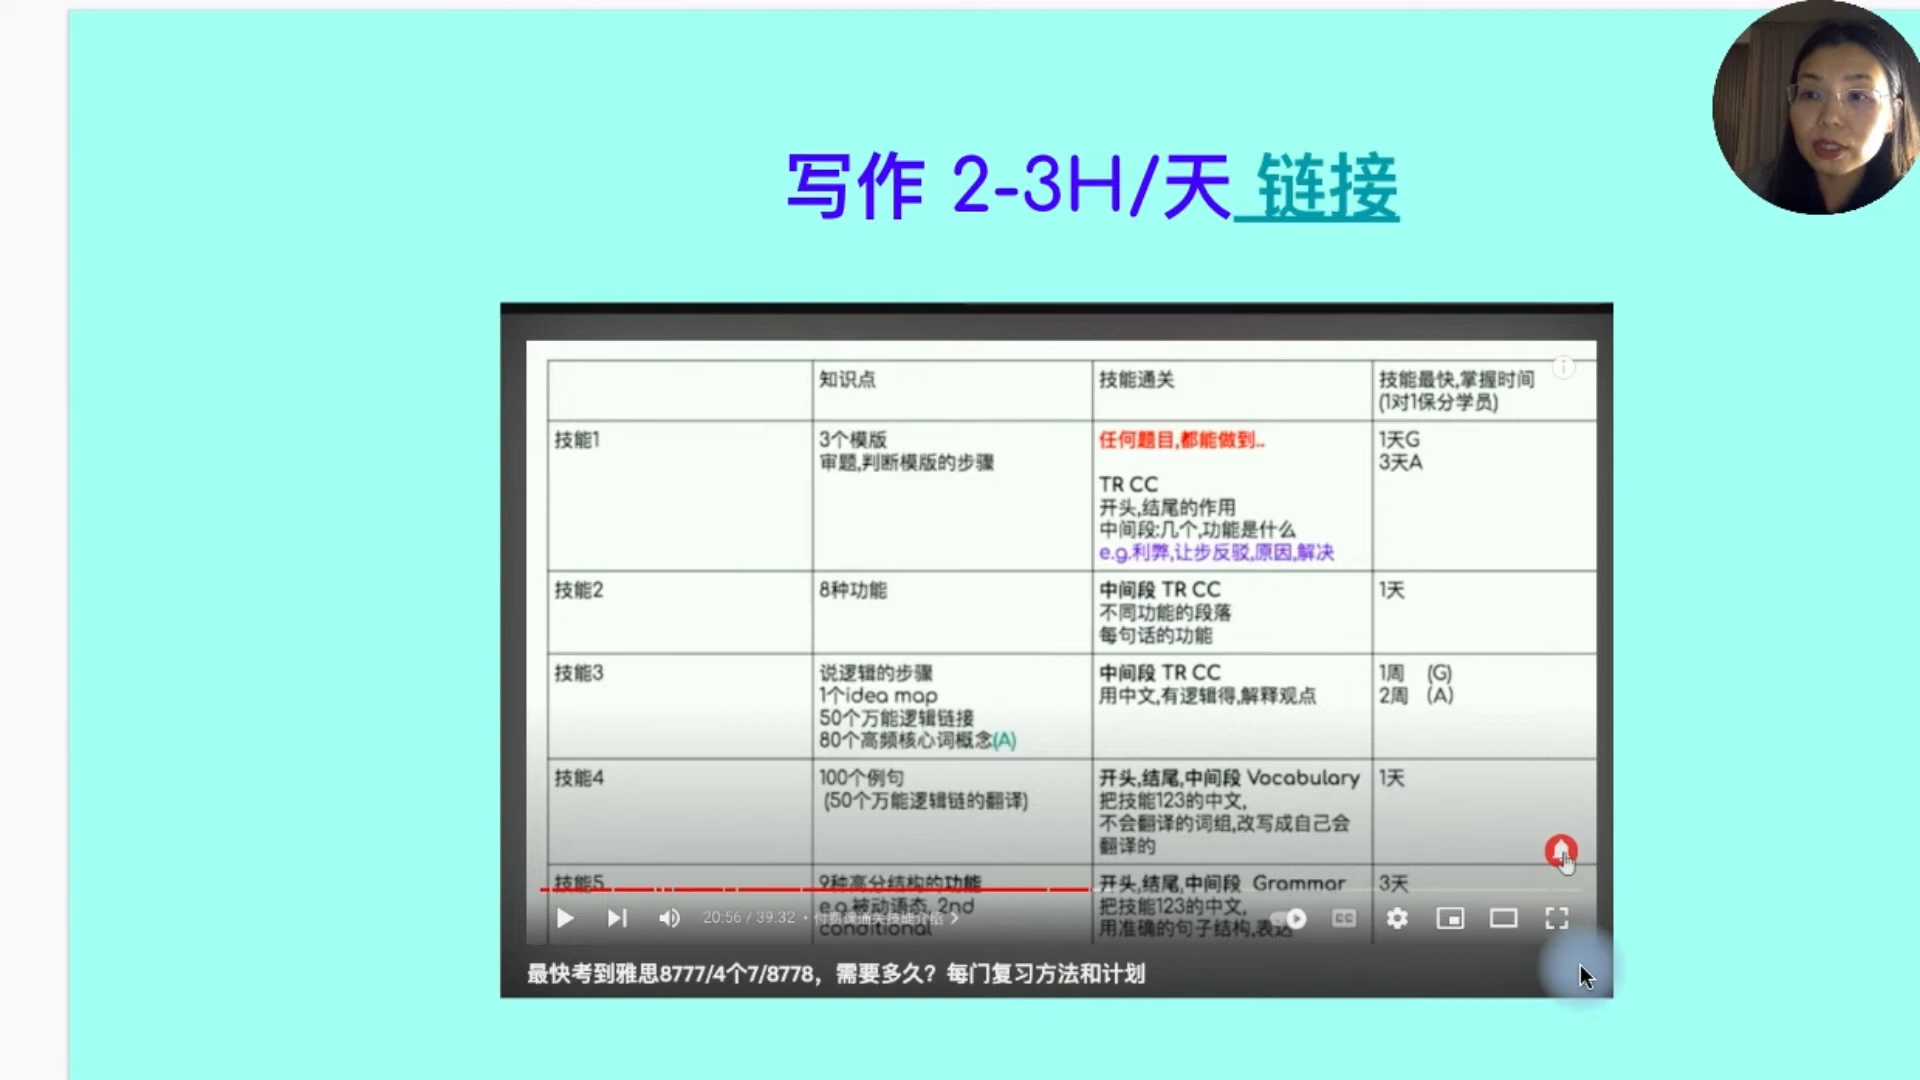 写作 2-3H/天 链接
知识点
技能通关
技能最快,掌握时间
(1对1保分学员)
技能1
3个模版
审题,判断模版的步骤
任何题目,都能做到..
TR CC
开头,结尾的作用
中间段:几个,功能是什么
e.g.利弊,让步反驳,原因,解决
1天G
3天A
技能2
8种功能
中间段 TR CC
不同功能的段落
每句话的功能
1天
技能3
说逻辑的步骤
1个idea map
50个万能逻辑链接
80个高频核心词概念(A)
中间段 TR CC
用中文,有逻辑得,解释观点
1周 (G)
2周 (A)
技能4
100个例句
(50个万能逻辑链的翻译)
开头,结尾,中间段 Vocabulary
把技能123的中文,
不会翻译的词组,改写成自己会
翻译的
1天
技能5
9种高分结构的功能
e.g.被动语态, 2nd
conditional
开头,结尾,中间段 Grammar
把技能123的中文,
用准确的句子结构,表达
3天
20:56 / 39:32
CC
最快考到雅思8777/4个7/8778，需要多久？每门复习方法和计划